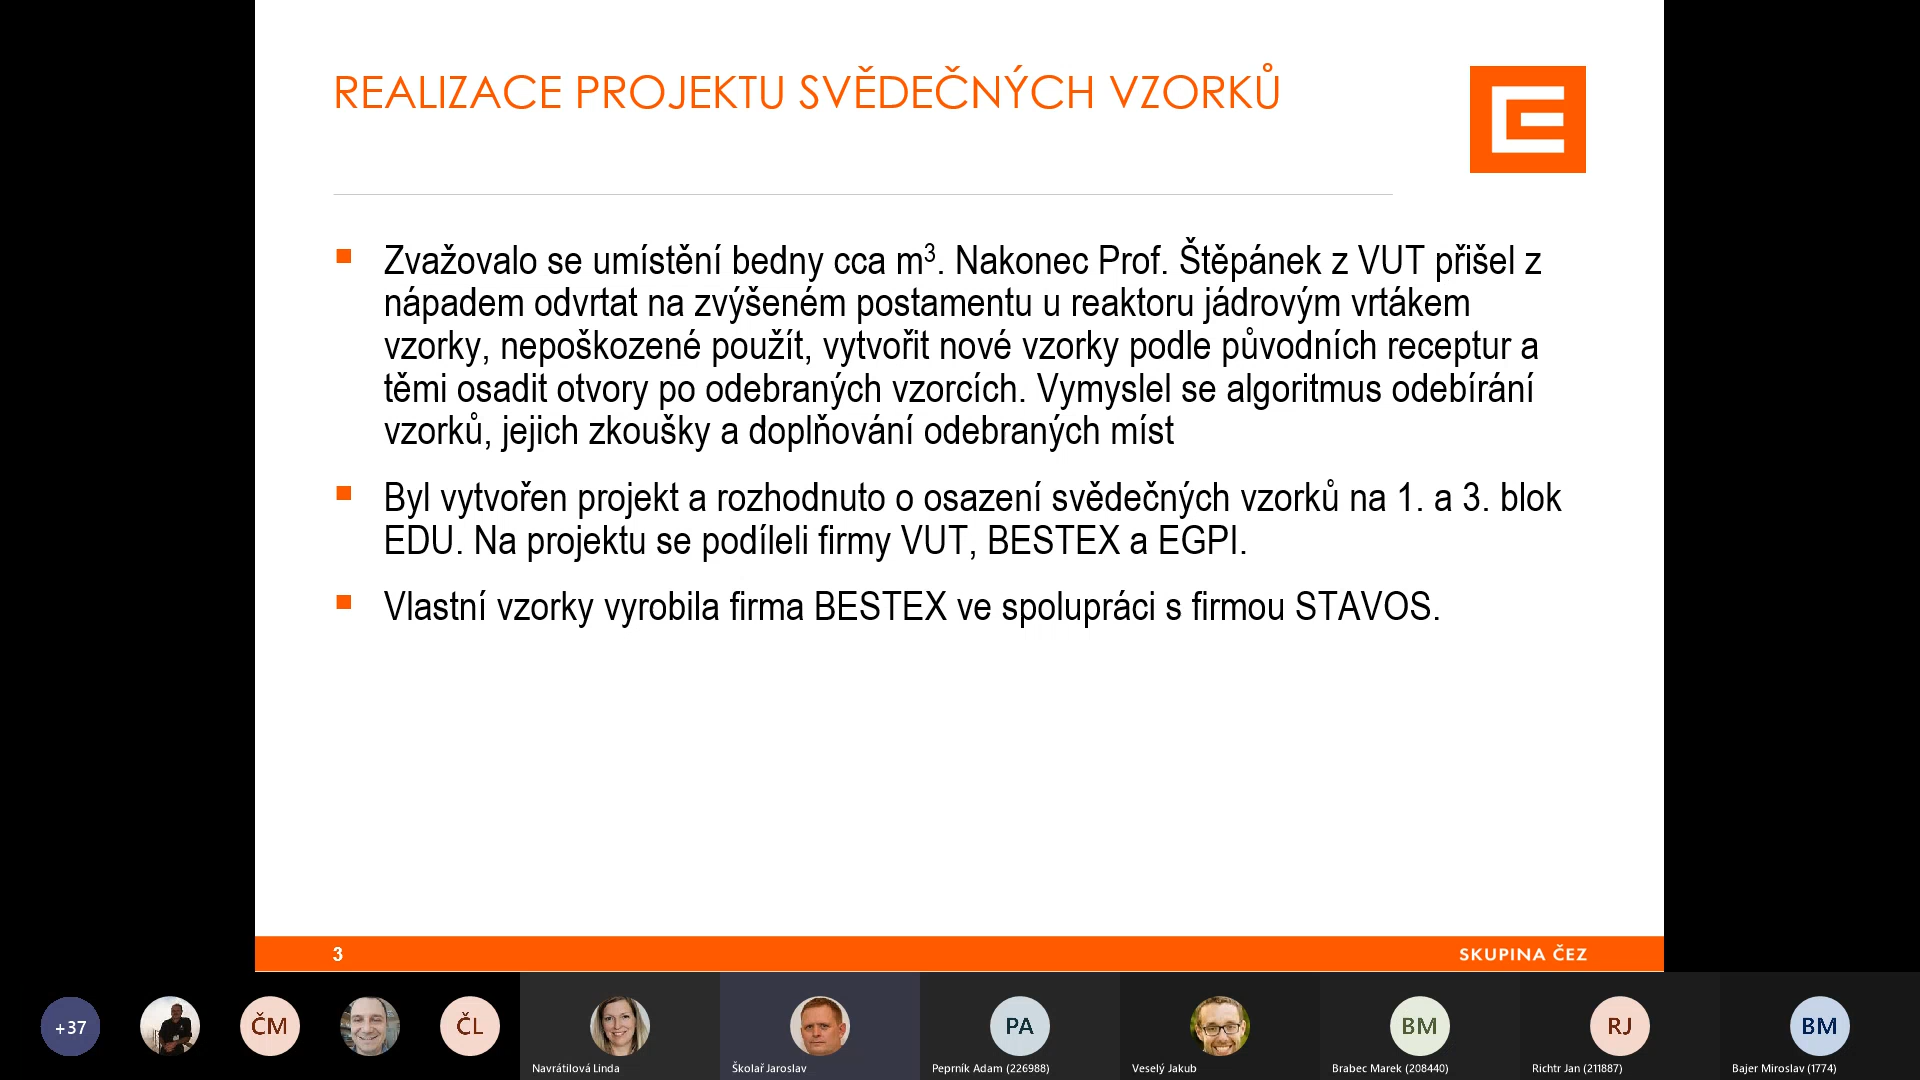 REALIZACE PROJEKTU SVĚDEČNÝCH VZORKŮ
Zvažovalo se umístění bedny cca m³. Nakonec Prof. Štěpánek z VUT přišel z
nápadem odvrtat na zvýšeném postamentu u reaktoru jádrovým vrtákem
vzorky, nepoškozené použít, vytvořit nové vzorky podle původních receptur a
těmi osadit otvory po odebraných vzorcích. Vymyslel se algoritmus odebírání
vzorků, jejich zkoušky a doplňování odebraných míst
Byl vytvořen projekt a rozhodnuto o osazení svědečných vzorků na 1. a 3. blok
EDU. Na projektu se podíleli firmy VUT, BESTEX a EGPI.
Vlastní vzorky vyrobila firma BESTEX ve spolupráci s firmou STAVOS.
3
SKUPINA ČEZ
+37
ČM
ČL
PA
BM
RJ
BM
Navrátilová Linda
Školař Jaroslav
Peprník Adam (226988)
Veselý Jakub
Brabec Marek (208440)
Richtr Jan (211887)
Bajer Miroslav (1774)